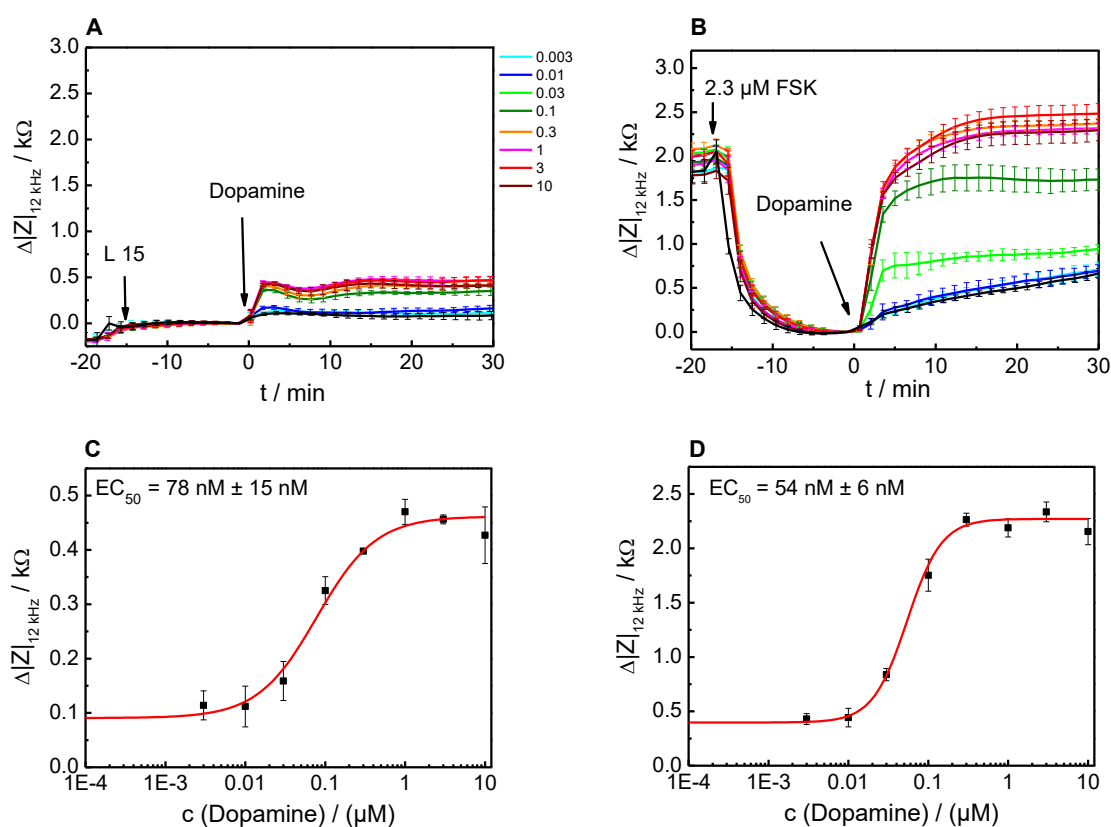 A
3.0
2.5
2.0
1.5
1.0
0.5
0.0
Δ|Z|12 kHz / kΩ
L 15
Dopamine
-20 -10 0 10 20 30
t / min
0.003
0.01
0.03
0.1
0.3
1
3
10
B
3.0
2.5
2.0
1.5
1.0
0.5
0.0
Δ|Z|12 kHz / kΩ
2.3 µM FSK
Dopamine
-20 -10 0 10 20 30
t / min
C
EC50 = 78 nM ± 15 nM
0.5
0.4
0.3
0.2
0.1
0.0
Δ|Z|12 kHz / kΩ
1E-4 1E-3 0.01 0.1 1 10
c (Dopamine) / (µM)
D
EC50 = 54 nM ± 6 nM
2.5
2.0
1.5
1.0
0.5
0.0
Δ|Z|12 kHz / kΩ
1E-4 1E-3 0.01 0.1 1 10
c (Dopamine) / (µM)